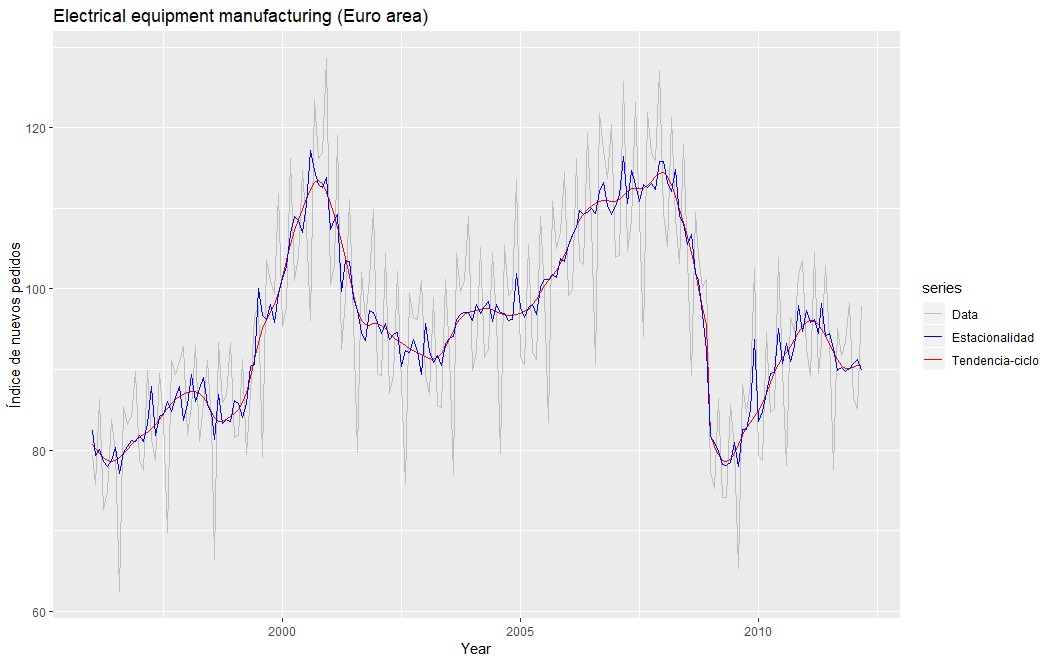 Electrical equipment manufacturing (Euro area)
Índice de nuevos pedidos
120
100
80
60
2000
2005
2010
Year
series
Data
Estacionalidad
Tendencia-ciclo